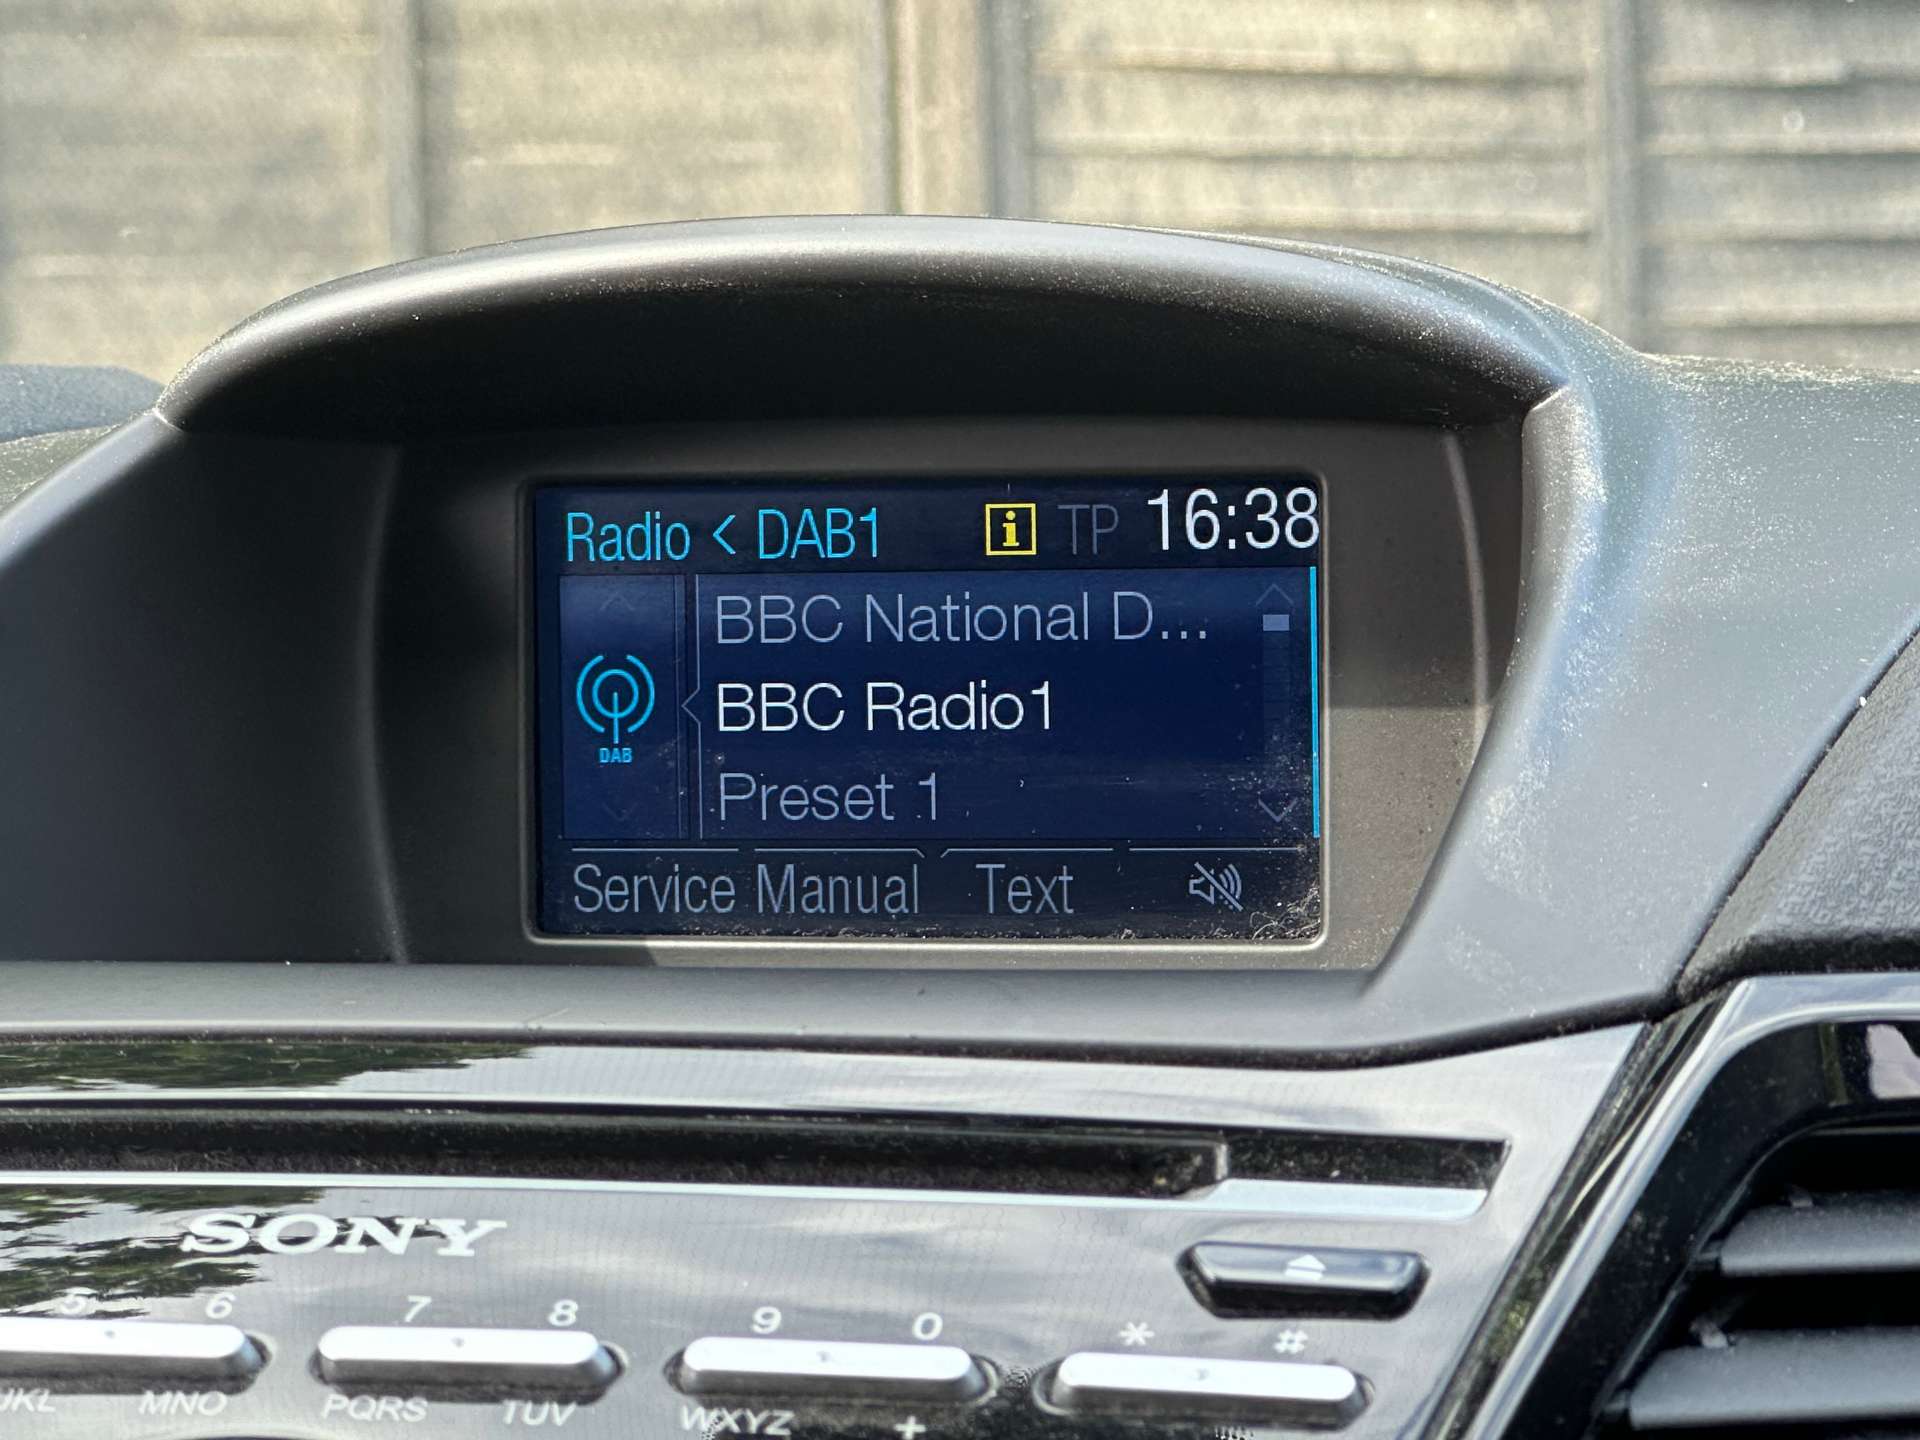 Radio < DAB1 i TP 16:38
BBC National D...
DAB
BBC Radio1
Preset 1
Service Manual Text
SONY
5 6 7 8 9 0 * #
JKL MNO PQRS TUV WXYZ +